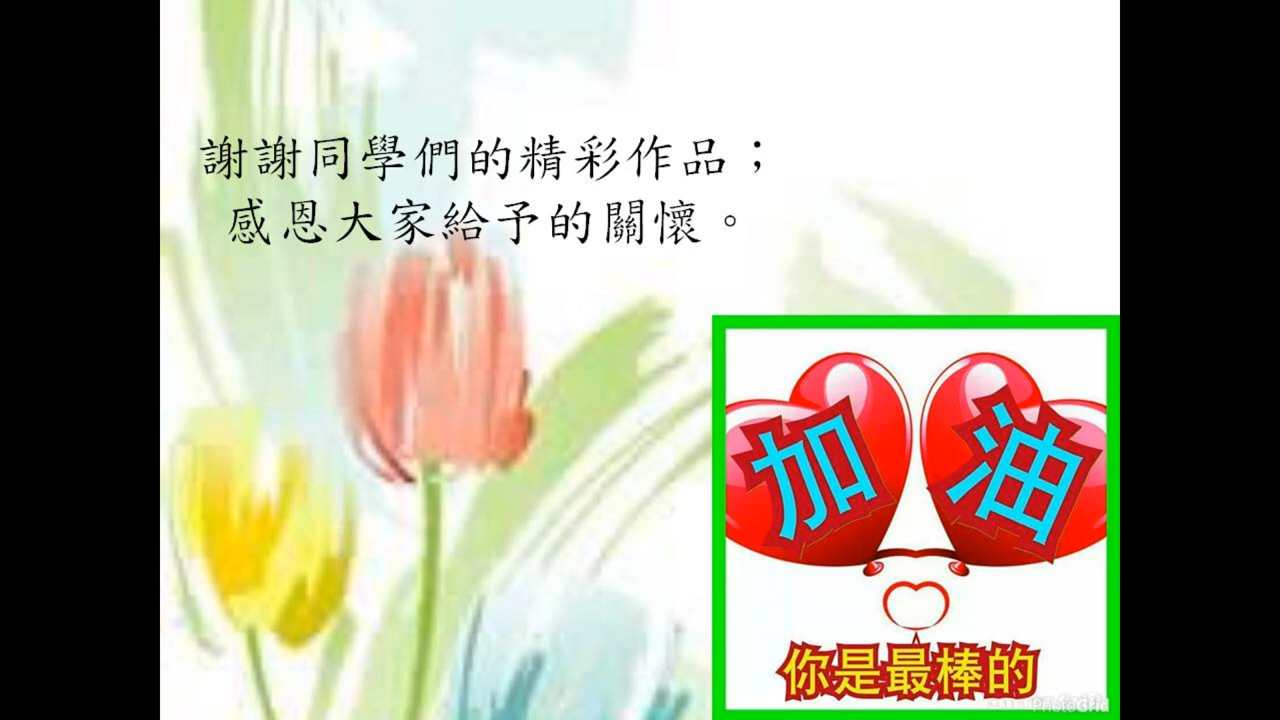 謝謝同學們的精彩作品；
感恩大家給予的關懷。
加油
你是最棒的
PhotoGrid